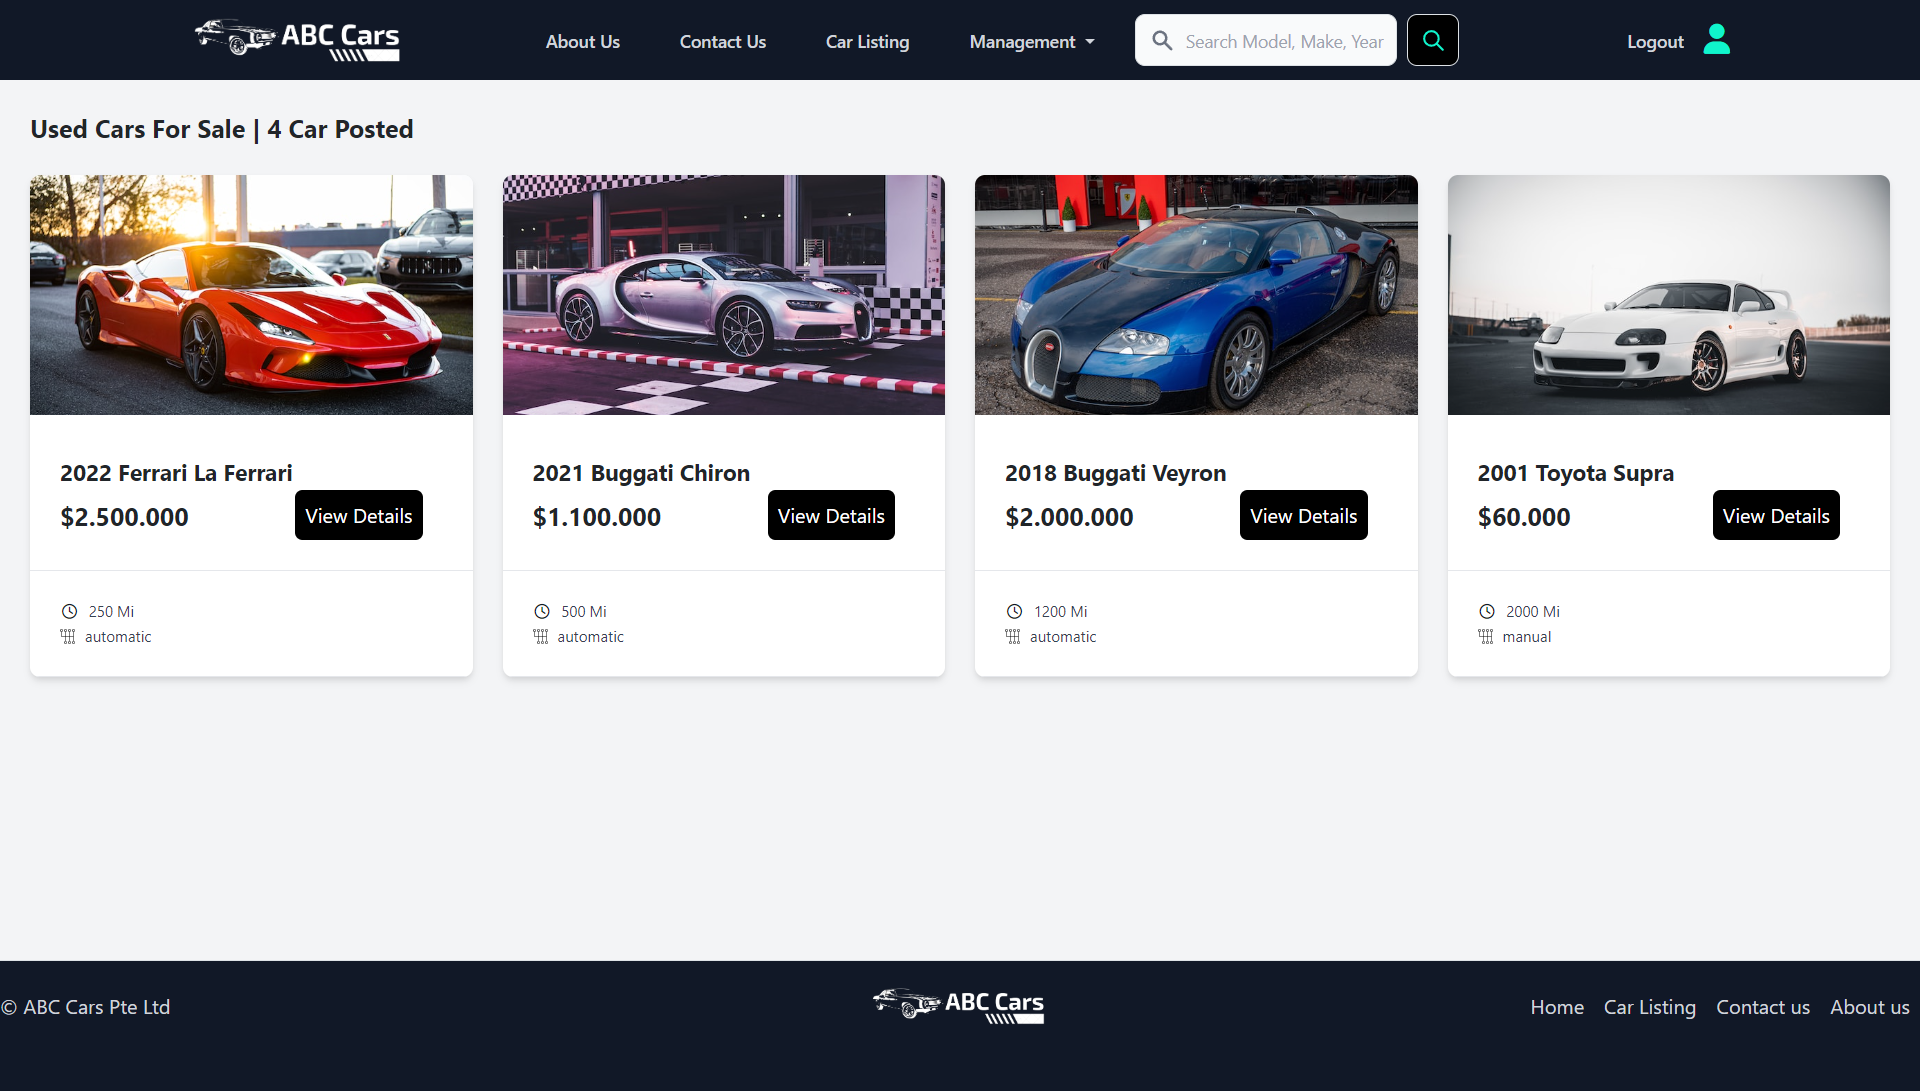 ABC Cars
About Us
Contact Us
Car Listing
Management
Search Model, Make, Year
Logout
Used Cars For Sale | 4 Car Posted
2022 Ferrari La Ferrari
$2.500.000
View Details
250 Mi
automatic
2021 Buggati Chiron
$1.100.000
View Details
500 Mi
automatic
2018 Buggati Veyron
$2.000.000
View Details
1200 Mi
automatic
2001 Toyota Supra
$60.000
View Details
2000 Mi
manual
© ABC Cars Pte Ltd
ABC Cars
Home
Car Listing
Contact us
About us